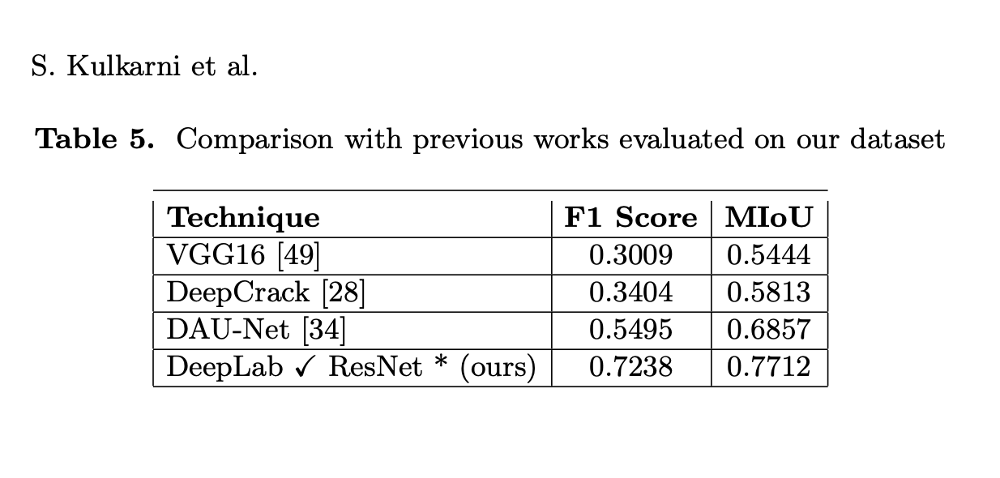 S. Kulkarni et al.
Table 5. Comparison with previous works evaluated on our dataset
Technique F1 Score MIoU
VGG16 [49] 0.3009 0.5444
DeepCrack [28] 0.3404 0.5813
DAU-Net [34] 0.5495 0.6857
DeepLab ✓ ResNet * (ours) 0.7238 0.7712